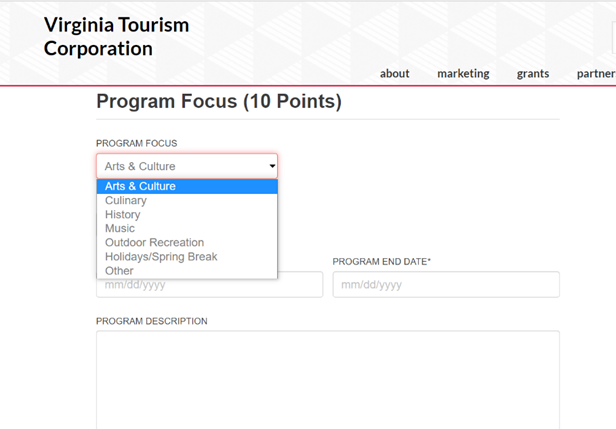 Virginia Tourism
Corporation
about marketing grants partner
Program Focus (10 Points)
PROGRAM FOCUS
Arts & Culture
Arts & Culture
Culinary
History
Music
Outdoor Recreation
Holidays/Spring Break
Other
PROGRAM END DATE*
mm/dd/yyyy mm/dd/yyyy
PROGRAM DESCRIPTION